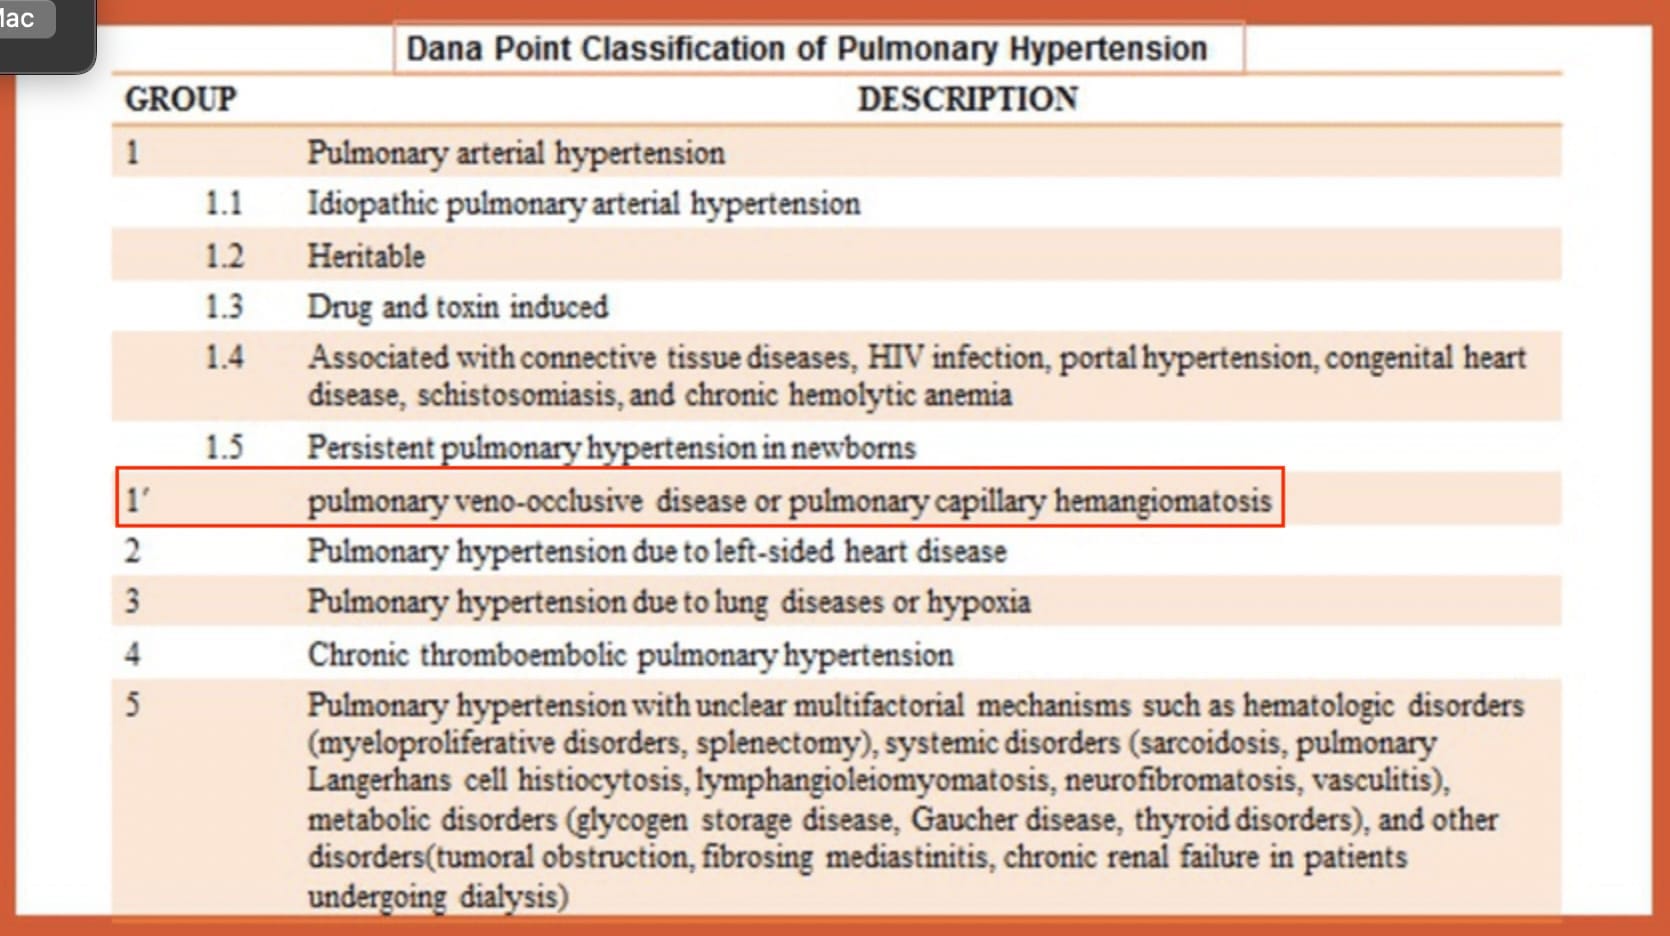 Dana Point Classification of Pulmonary Hypertension
GROUP DESCRIPTION
1 Pulmonary arterial hypertension
1.1 Idiopathic pulmonary arterial hypertension
1.2 Heritable
1.3 Drug and toxin induced
1.4 Associated with connective tissue diseases, HIV infection, portal hypertension, congenital heart
disease, schistosomiasis, and chronic hemolytic anemia
1.5 Persistent pulmonary hypertension in newborns
1′ pulmonary veno-occlusive disease or pulmonary capillary hemangiomatosis
2 Pulmonary hypertension due to left-sided heart disease
3 Pulmonary hypertension due to lung diseases or hypoxia
4 Chronic thromboembolic pulmonary hypertension
5 Pulmonary hypertension with unclear multifactorial mechanisms such as hematologic disorders
(myeloproliferative disorders, splenectomy), systemic disorders (sarcoidosis, pulmonary
Langerhans cell histiocytosis, lymphangioleiomyomatosis, neurofibromatosis, vasculitis),
metabolic disorders (glycogen storage disease, Gaucher disease, thyroid disorders), and other
disorders(tumoral obstruction, fibrosing mediastinitis, chronic renal failure in patients
undergoing dialysis)